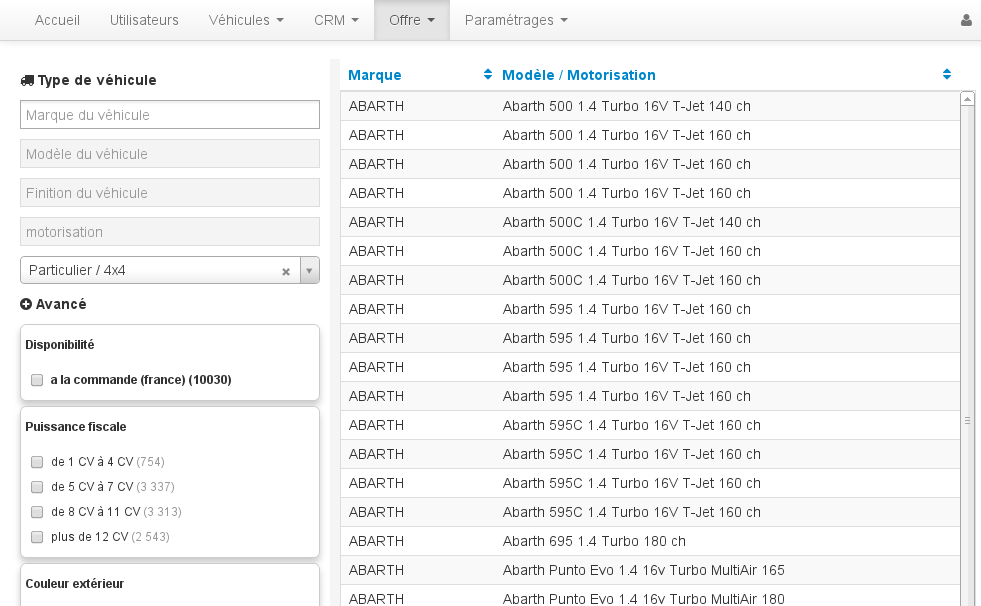 Accueil Utilisateurs Véhicules CRM Offre Paramétrages
Type de véhicule
Marque du véhicule
Modèle du véhicule
Finition du véhicule
motorisation
Particulier / 4x4
Avancé
Disponibilité
a la commande (france) (10030)
Puissance fiscale
de 1 CV à 4 CV (754)
de 5 CV à 7 CV (3 337)
de 8 CV à 11 CV (3 313)
plus de 12 CV (2 543)
Couleur extérieur
Marque Modèle / Motorisation
ABARTH Abarth 500 1.4 Turbo 16V T-Jet 140 ch
ABARTH Abarth 500 1.4 Turbo 16V T-Jet 160 ch
ABARTH Abarth 500 1.4 Turbo 16V T-Jet 160 ch
ABARTH Abarth 500 1.4 Turbo 16V T-Jet 160 ch
ABARTH Abarth 500C 1.4 Turbo 16V T-Jet 140 ch
ABARTH Abarth 500C 1.4 Turbo 16V T-Jet 160 ch
ABARTH Abarth 500C 1.4 Turbo 16V T-Jet 160 ch
ABARTH Abarth 595 1.4 Turbo 16V T-Jet 160 ch
ABARTH Abarth 595 1.4 Turbo 16V T-Jet 160 ch
ABARTH Abarth 595 1.4 Turbo 16V T-Jet 160 ch
ABARTH Abarth 595 1.4 Turbo 16V T-Jet 160 ch
ABARTH Abarth 595C 1.4 Turbo 16V T-Jet 160 ch
ABARTH Abarth 595C 1.4 Turbo 16V T-Jet 160 ch
ABARTH Abarth 595C 1.4 Turbo 16V T-Jet 160 ch
ABARTH Abarth 595C 1.4 Turbo 16V T-Jet 160 ch
ABARTH Abarth 695 1.4 Turbo 180 ch
ABARTH Abarth Punto Evo 1.4 16v Turbo MultiAir 165
ABARTH Abarth Punto Evo 1.4 16v Turbo MultiAir 180